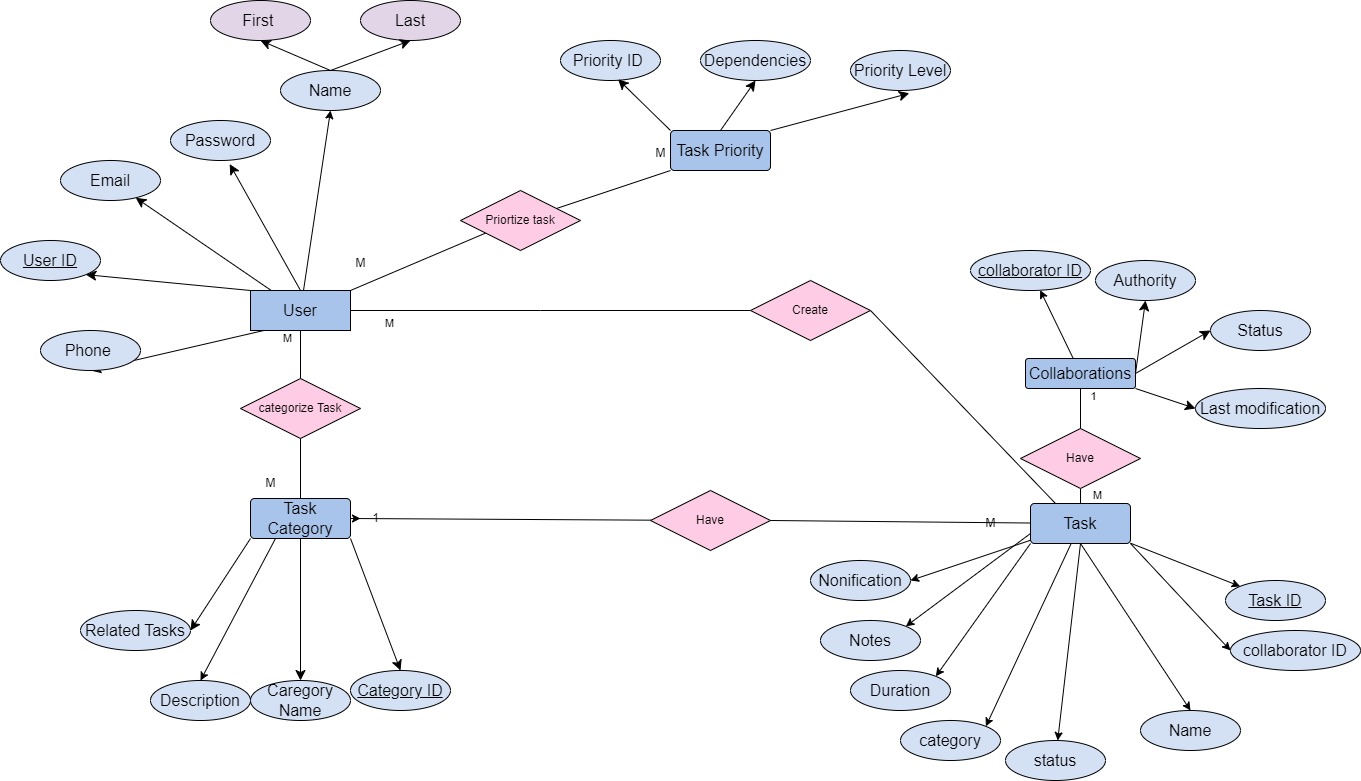 First
Last
Name
Priority ID
Dependencies
Priority Level
Password
Task Priority
M
Email
Priortize task
User ID
M
collaborator ID
Authority
User
Create
M
Status
M
Phone
Collaborations
1
categorize Task
Last modification
Have
M
M
Task
Category
1
Have
M
Task
Nonification
Task ID
Related Tasks
Notes
collaborator ID
Description
Caregory
Name
Category ID
Duration
category
status
Name